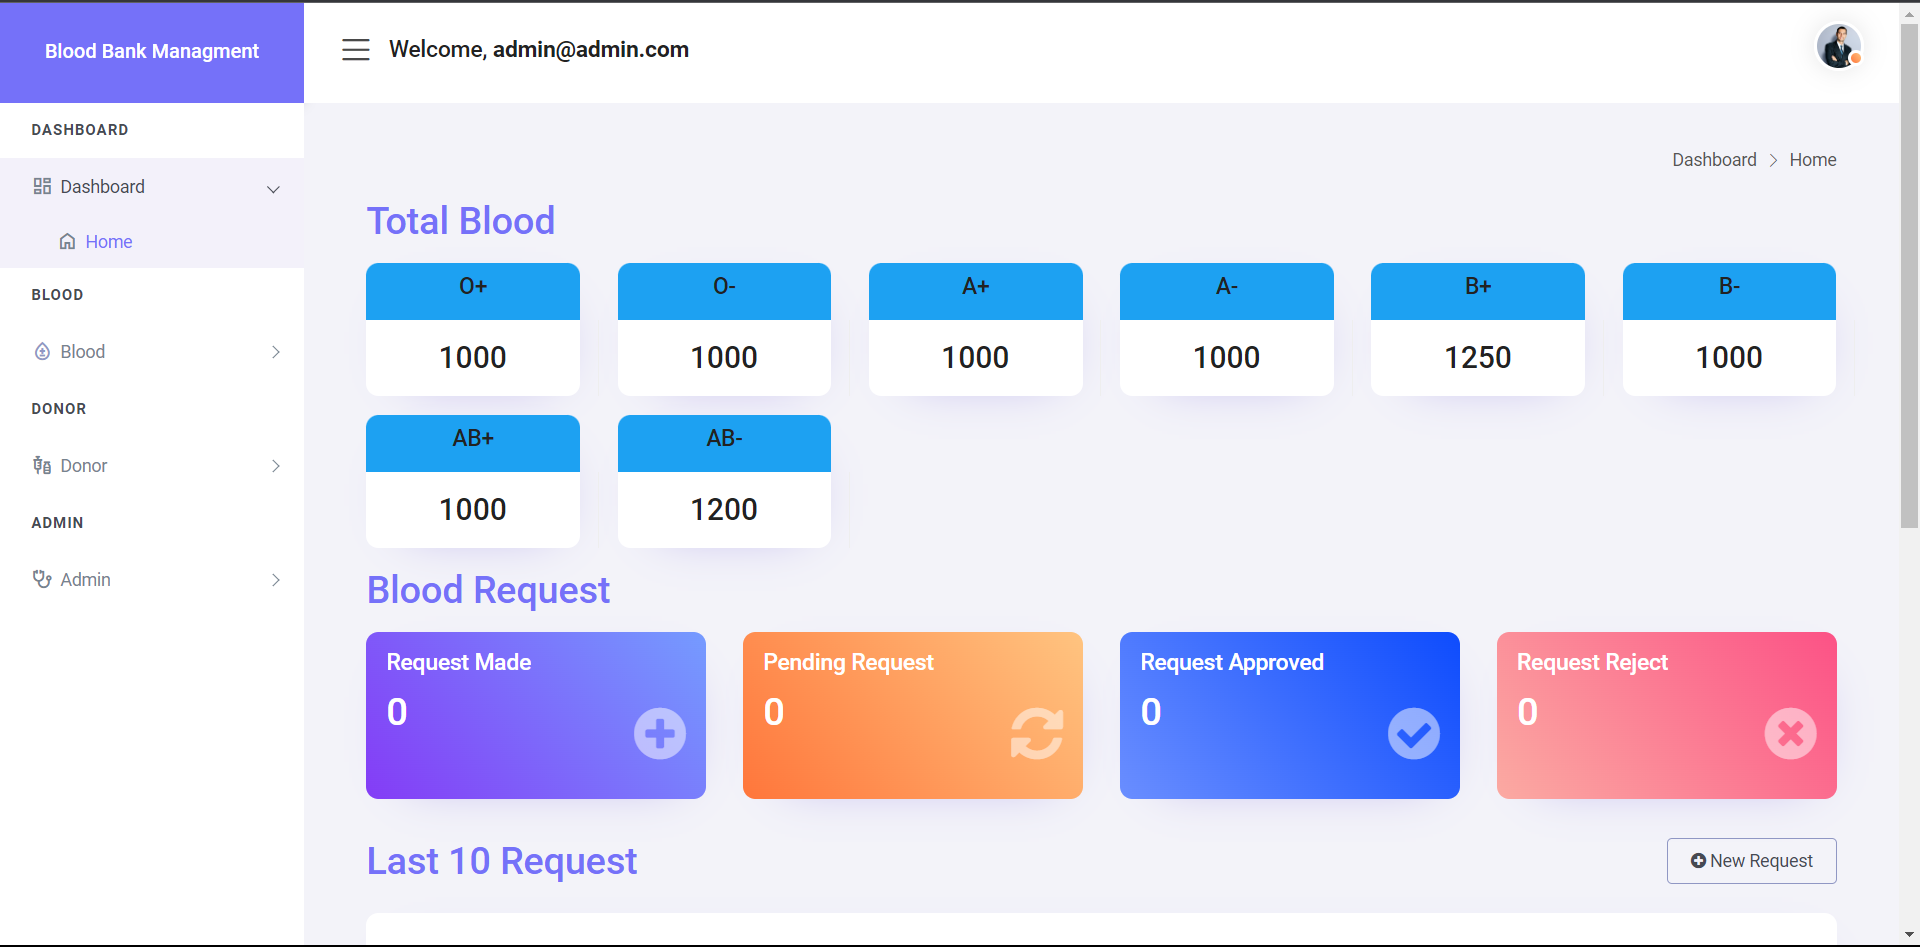 Blood Bank Managment
Welcome, admin@admin.com
DASHBOARD
Dashboard
Home
BLOOD
Blood
DONOR
Donor
ADMIN
Admin
Dashboard > Home
Total Blood
O+ O- A+ A- B+ B-
1000 1000 1000 1000 1250 1000
AB+ AB-
1000 1200
Blood Request
Request Made Pending Request Request Approved Request Reject
0 0 0 0
Last 10 Request
New Request